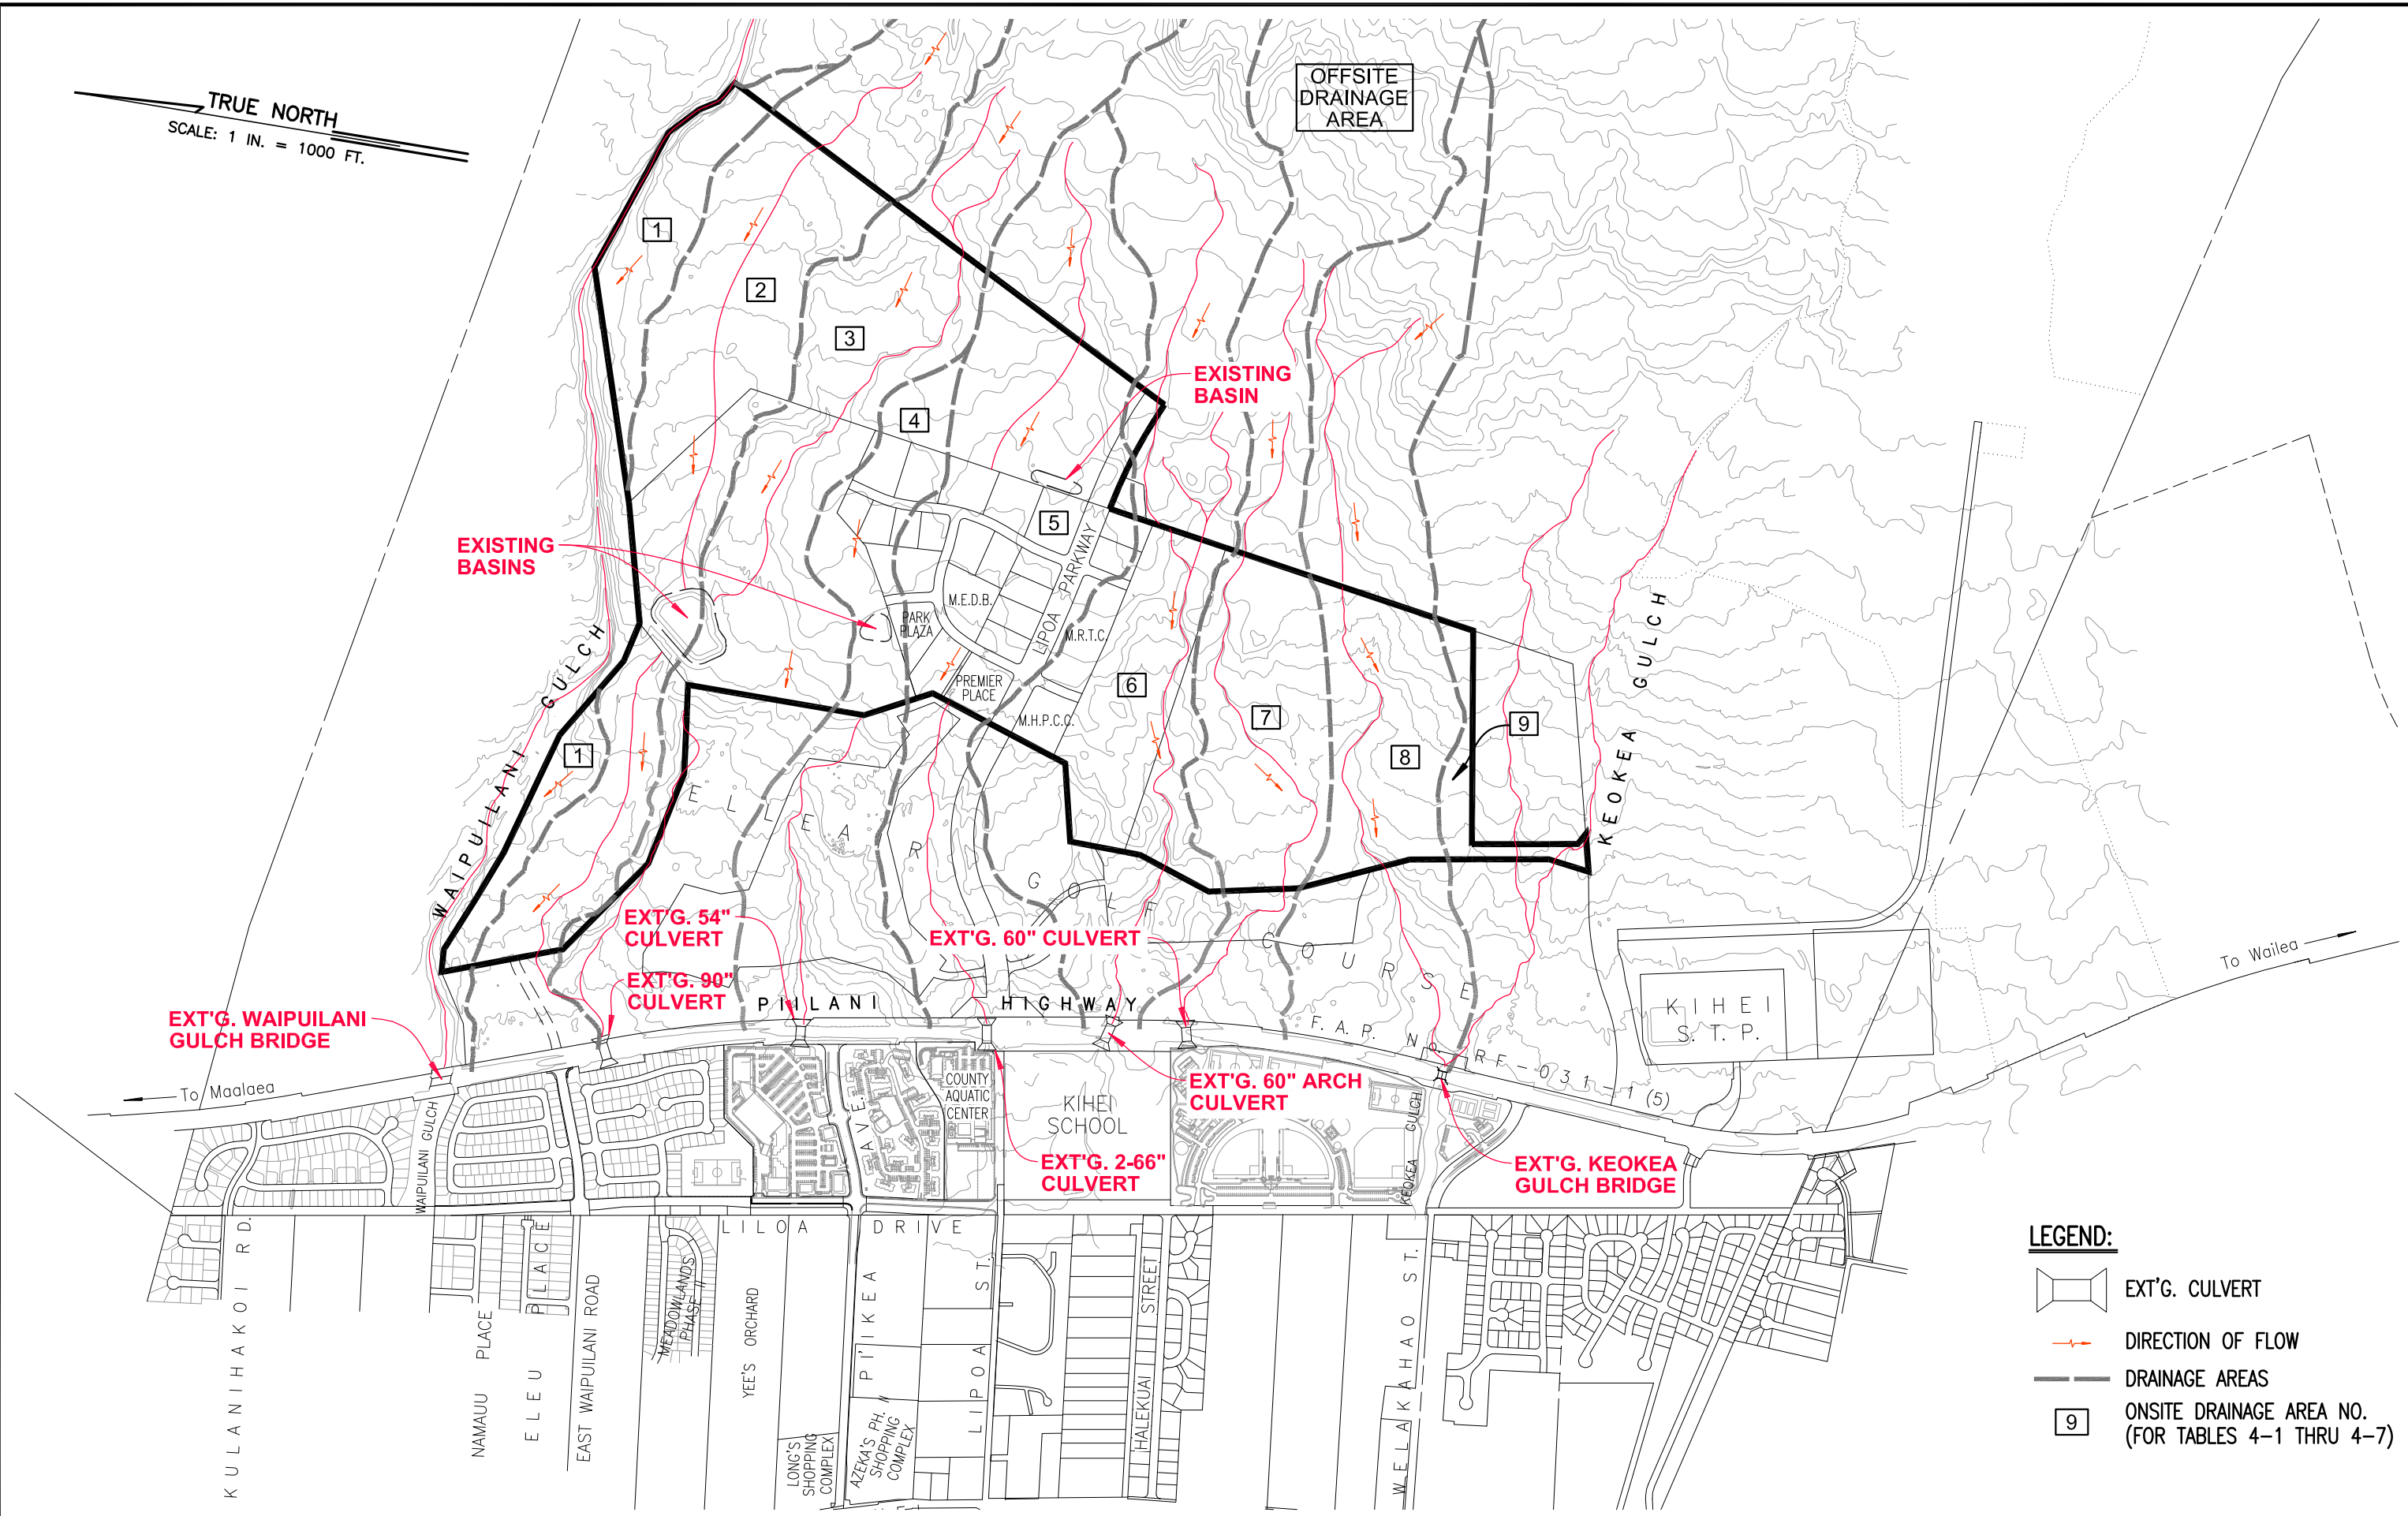 TRUE NORTH
SCALE: 1 IN. = 1000 FT.
OFFSITE
DRAINAGE
AREA
1
2
3
4
EXISTING
BASIN
5
EXISTING
BASINS
LIPOA PARKWAY
M.E.D.B.
PARK
PLAZA
M.R.T.C.
PREMIER
PLACE
M.H.P.C.C.
6
7
8
9
1
WAIPUILANI GULCH
KEOKEA GULCH
ELLEAR GOLF COURSE
EXT'G. 54"
CULVERT
EXT'G. 60" CULVERT
EXT'G. 90"
CULVERT
PIILANI HIGHWAY
F.A.P. No. RF-031-1 (5)
KIHEI
S.T.P.
To Wailea
EXT'G. WAIPUILANI
GULCH BRIDGE
To Maalaea
WAIPUILANI GULCH
AVE.
COUNTY
AQUATIC
CENTER
KIHEI
SCHOOL
EXT'G. 60" ARCH
CULVERT
EXT'G. 2-66"
CULVERT
KEOKEA GULCH
EXT'G. KEOKEA
GULCH BRIDGE
LILOA DRIVE
KULANIHAKOI RD.
NAMAUU PLACE
ELEU PLACE
EAST WAIPUILANI ROAD
MEADOWLANDS
PHASE II
YEE'S ORCHARD
LONG'S
SHOPPING
COMPLEX
PI'IKEA
AZEKA'S PH. II
SHOPPING
COMPLEX
LIPOA ST.
HALEKUAI STREET
WELAKAHAO ST.
LEGEND:
EXT'G. CULVERT
DIRECTION OF FLOW
DRAINAGE AREAS
9
ONSITE DRAINAGE AREA NO.
(FOR TABLES 4-1 THRU 4-7)